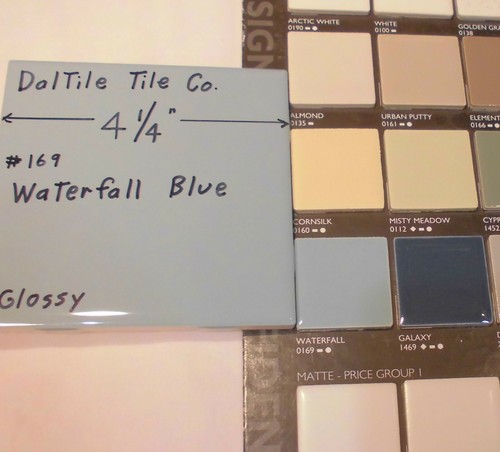 DalTile Tile Co.
4 1/4"
#169
Waterfall Blue
Glossy
ARCTIC WHITE
0190
WHITE
0100
GOLDEN GRA
0138
ALMOND
0135
URBAN PUTTY
0161
ELEMENT
0166
CORNSILK
0160
MISTY MEADOW
0112
CYPR
1452
WATERFALL
0169
GALAXY
1469
MATTE - PRICE GROUP 1